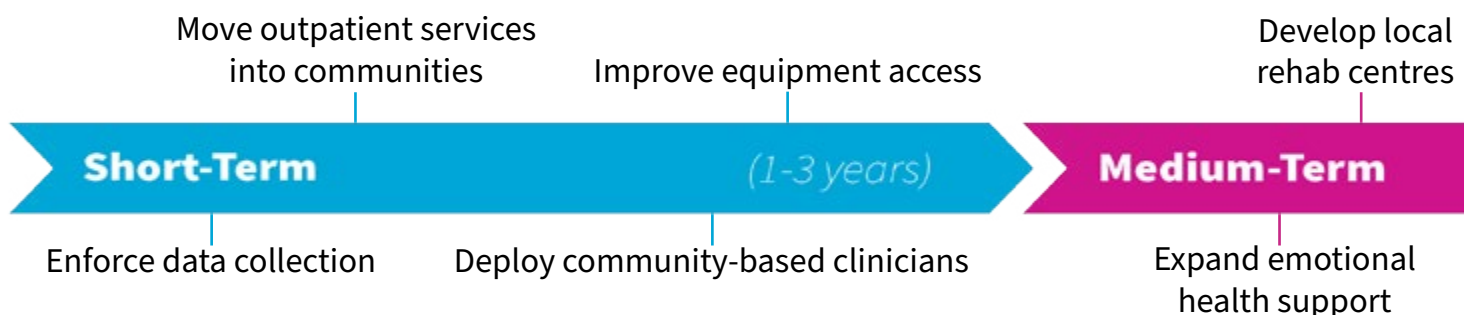 Move outpatient services
into communities
Improve equipment access
Develop local
rehab centres
Short-Term
(1-3 years)
Medium-Term
Enforce data collection
Deploy community-based clinicians
Expand emotional
health support